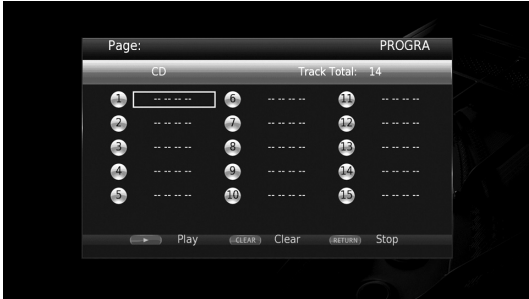 Page: PROGRA
CD Track Total: 14
1 -- -- -- -- 6 -- -- -- -- 11 -- -- -- --
2 -- -- -- -- 7 -- -- -- -- 12 -- -- -- --
3 -- -- -- -- 8 -- -- -- -- 13 -- -- -- --
4 -- -- -- -- 9 -- -- -- -- 14 -- -- -- --
5 -- -- -- -- 10 -- -- -- -- 15 -- -- -- --
Play CLEAR Clear RETURN Stop